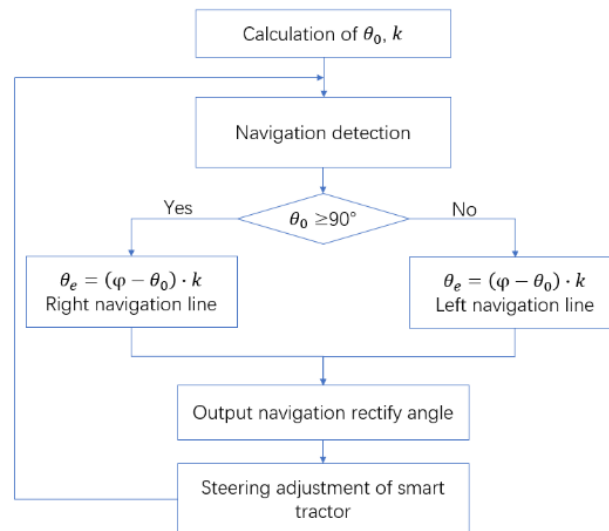 Calculation of θ₀, k
Navigation detection
Yes
θ₀ ≥90°
No
θₑ = (φ − θ₀) · k
Right navigation line
θₑ = (φ − θ₀) · k
Left navigation line
Output navigation rectify angle
Steering adjustment of smart
tractor